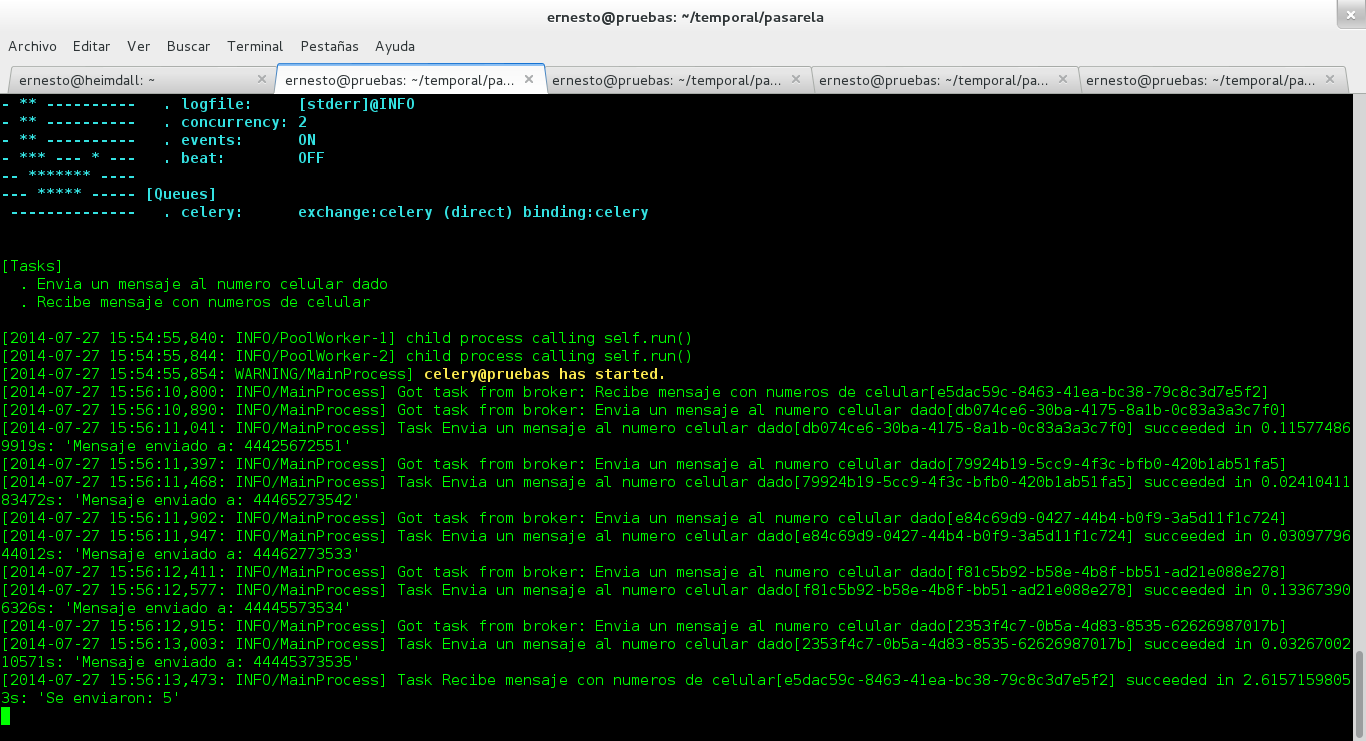 ernesto@pruebas: ~/temporal/pasarela
Archivo Editar Ver Buscar Terminal Pestañas Ayuda
ernesto@heimdall: ~ ernesto@pruebas: ~/temporal/pa... ernesto@pruebas: ~/temporal/pa... ernesto@pruebas: ~/temporal/pa... ernesto@pruebas: ~/temporal/pa...
- ** ---------- . logfile: [stderr]@INFO
- ** ---------- . concurrency: 2
- ** ---------- . events: ON
- *** --- * --- . beat: OFF
-- ******* ----
--- ***** ----- [Queues]
-------------- . celery: exchange:celery (direct) binding:celery
[Tasks]
. Envia un mensaje al numero celular dado
. Recibe mensaje con numeros de celular
[2014-07-27 15:54:55,840: INFO/PoolWorker-1] child process calling self.run()
[2014-07-27 15:54:55,844: INFO/PoolWorker-2] child process calling self.run()
[2014-07-27 15:54:55,854: WARNING/MainProcess] celery@pruebas has started.
[2014-07-27 15:56:10,800: INFO/MainProcess] Got task from broker: Recibe mensaje con numeros de celular[e5dac59c-8463-41ea-bc38-79c8c3d7e5f2]
[2014-07-27 15:56:10,890: INFO/MainProcess] Got task from broker: Envia un mensaje al numero celular dado[db074ce6-30ba-4175-8a1b-0c83a3a3c7f0]
[2014-07-27 15:56:11,041: INFO/MainProcess] Task Envia un mensaje al numero celular dado[db074ce6-30ba-4175-8a1b-0c83a3a3c7f0] succeeded in 0.11577486
9919s: 'Mensaje enviado a: 44425672551'
[2014-07-27 15:56:11,397: INFO/MainProcess] Got task from broker: Envia un mensaje al numero celular dado[79924b19-5cc9-4f3c-bfb0-420b1ab51fa5]
[2014-07-27 15:56:11,468: INFO/MainProcess] Task Envia un mensaje al numero celular dado[79924b19-5cc9-4f3c-bfb0-420b1ab51fa5] succeeded in 0.02410411
83472s: 'Mensaje enviado a: 44465273542'
[2014-07-27 15:56:11,902: INFO/MainProcess] Got task from broker: Envia un mensaje al numero celular dado[e84c69d9-0427-44b4-b0f9-3a5d11f1c724]
[2014-07-27 15:56:11,947: INFO/MainProcess] Task Envia un mensaje al numero celular dado[e84c69d9-0427-44b4-b0f9-3a5d11f1c724] succeeded in 0.03097796
44012s: 'Mensaje enviado a: 44462773533'
[2014-07-27 15:56:12,411: INFO/MainProcess] Got task from broker: Envia un mensaje al numero celular dado[f81c5b92-b58e-4b8f-bb51-ad21e088e278]
[2014-07-27 15:56:12,577: INFO/MainProcess] Task Envia un mensaje al numero celular dado[f81c5b92-b58e-4b8f-bb51-ad21e088e278] succeeded in 0.13367390
6326s: 'Mensaje enviado a: 44445573534'
[2014-07-27 15:56:12,915: INFO/MainProcess] Got task from broker: Envia un mensaje al numero celular dado[2353f4c7-0b5a-4d83-8535-62626987017b]
[2014-07-27 15:56:13,003: INFO/MainProcess] Task Envia un mensaje al numero celular dado[2353f4c7-0b5a-4d83-8535-62626987017b] succeeded in 0.03267002
10571s: 'Mensaje enviado a: 44445373535'
[2014-07-27 15:56:13,473: INFO/MainProcess] Task Recibe mensaje con numeros de celular[e5dac59c-8463-41ea-bc38-79c8c3d7e5f2] succeeded in 2.6157159805
3s: 'Se enviaron: 5'